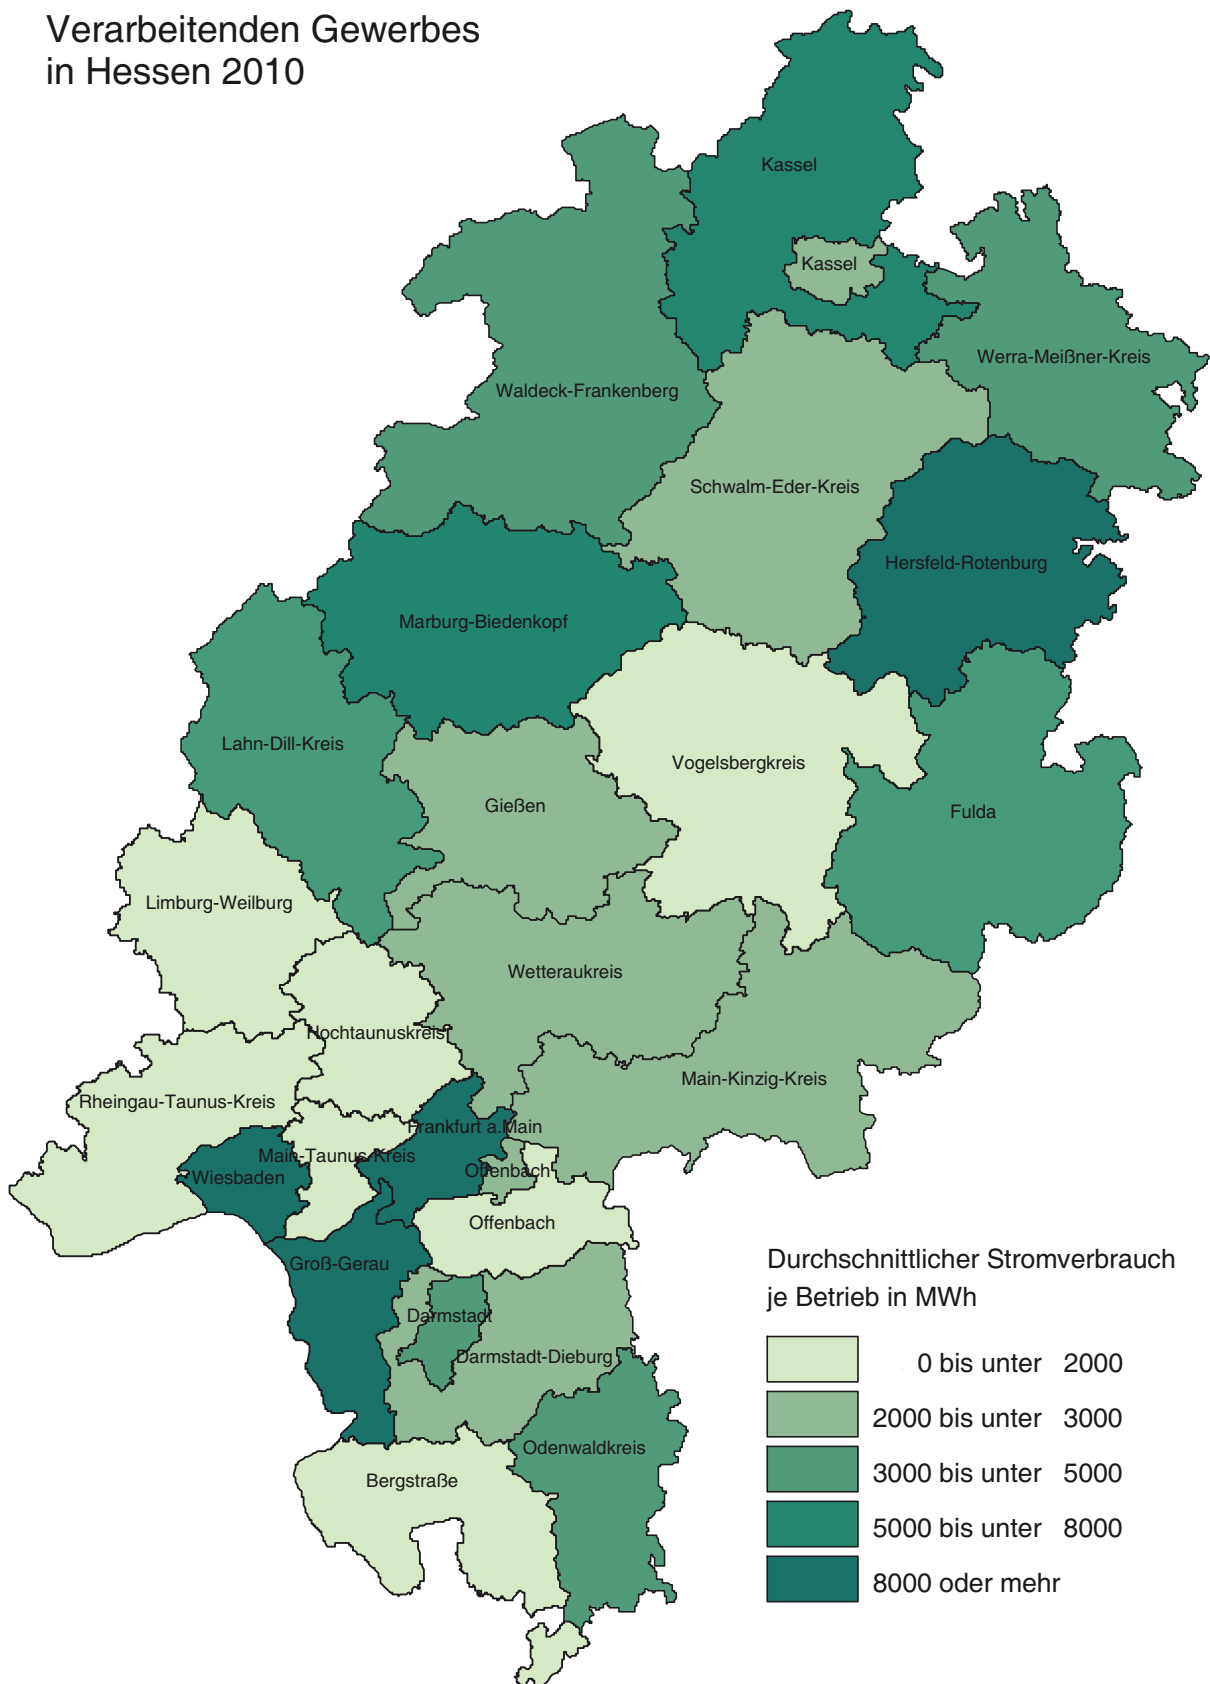 Verarbeitenden Gewerbes
in Hessen 2010
Kassel
Kassel
Werra-Meißner-Kreis
Waldeck-Frankenberg
Schwalm-Eder-Kreis
Hersfeld-Rotenburg
Marburg-Biedenkopf
Lahn-Dill-Kreis
Vogelsbergkreis
Gießen
Fulda
Limburg-Weilburg
Wetteraukreis
Hochtaunuskreis
Main-Kinzig-Kreis
Rheingau-Taunus-Kreis
Frankfurt a.Main
Main-Taunus-Kreis
Offenbach
Wiesbaden
Offenbach
Groß-Gerau
Darmstadt
Darmstadt-Dieburg
Odenwaldkreis
Bergstraße
Durchschnittlicher Stromverbrauch
je Betrieb in MWh
0 bis unter 2000
2000 bis unter 3000
3000 bis unter 5000
5000 bis unter 8000
8000 oder mehr